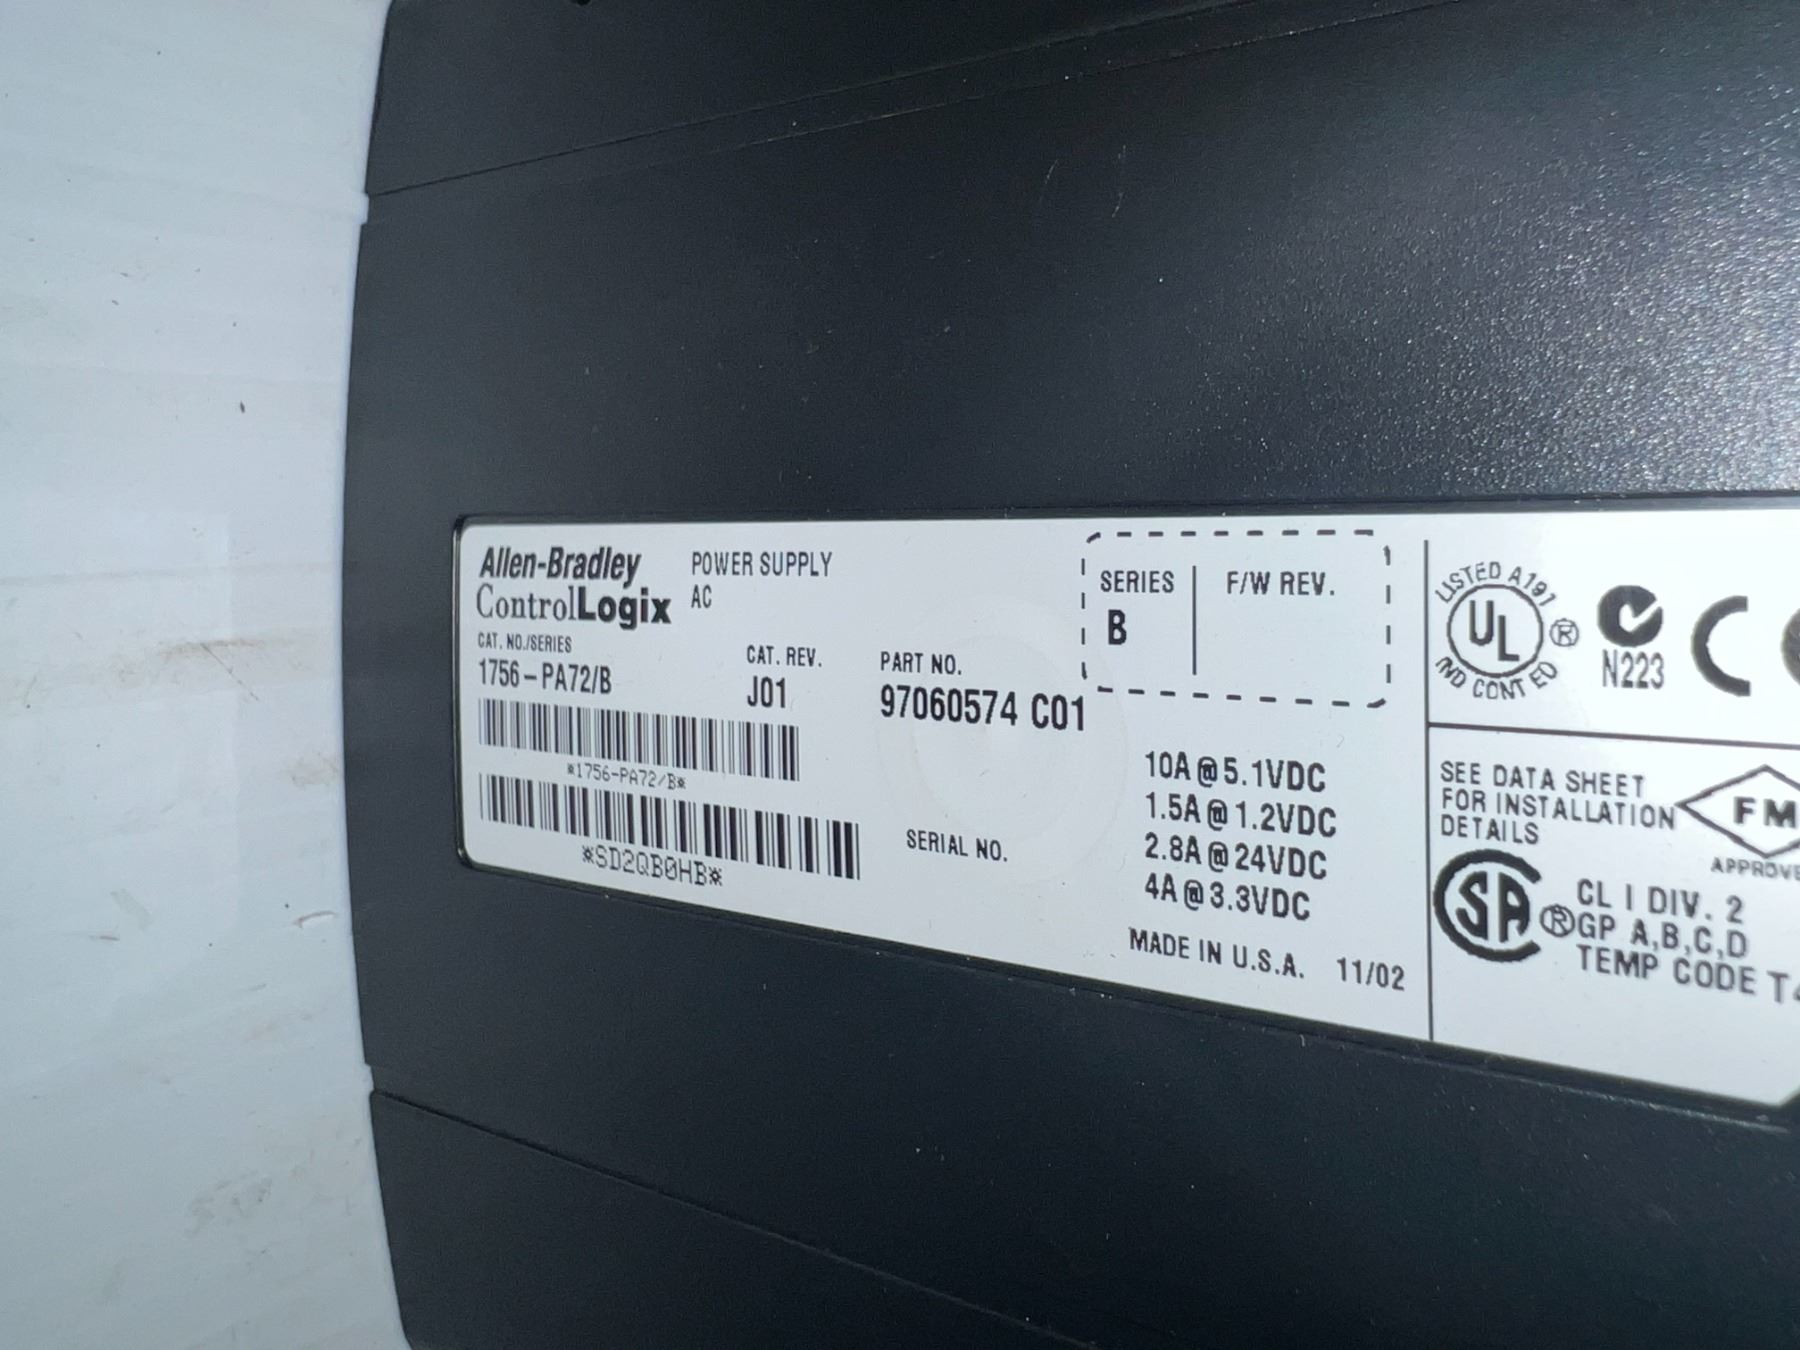 Allen-Bradley
ControlLogix
POWER SUPPLY
AC
CAT. NO./SERIES
1756-PA72/B
CAT. REV.
J01
PART NO.
97060574 C01
SERIES
B
F/W REV.
*1756-PA72/B*
*SD2QB0HB*
SERIAL NO.
10A@5.1VDC
1.5A@1.2VDC
2.8A@24VDC
4A@3.3VDC
MADE IN U.S.A. 11/02
LISTED A197
UL ®
IND CONT EQ
N223
CE
SEE DATA SHEET
FOR INSTALLATION
DETAILS
FM
SA ®
CL I DIV. 2
GP A,B,C,D
TEMP CODE